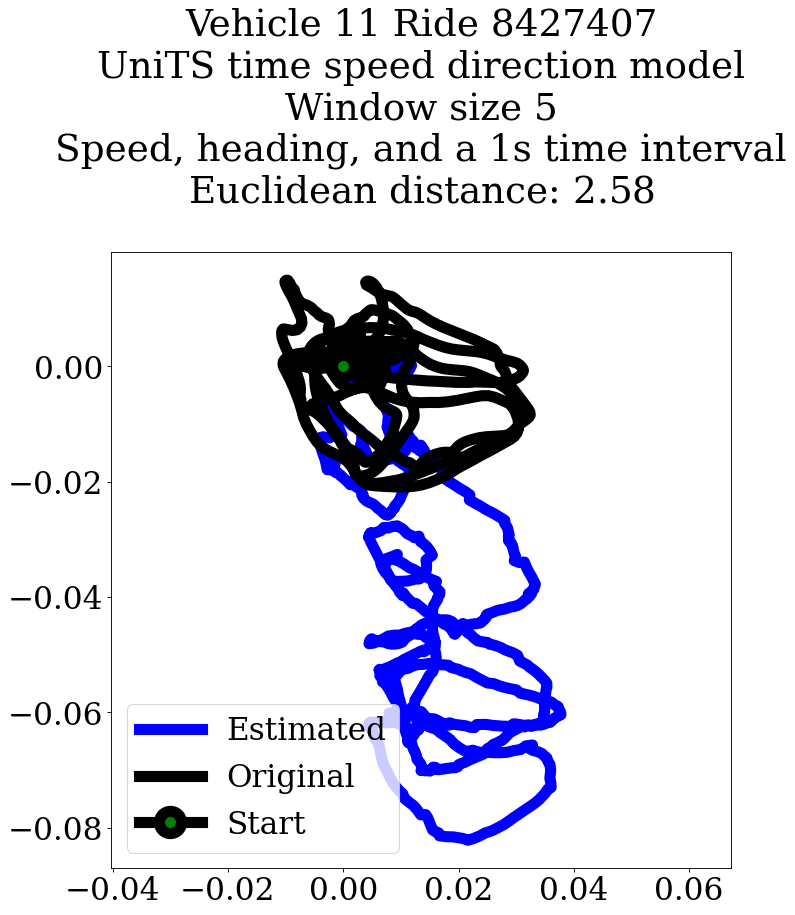 Vehicle 11 Ride 8427407
UniTS time speed direction model
Window size 5
Speed, heading, and a 1s time interval
Euclidean distance: 2.58
0.00
−0.02
−0.04
−0.06
−0.08
Estimated
Original
Start
−0.04 −0.02 0.00 0.02 0.04 0.06